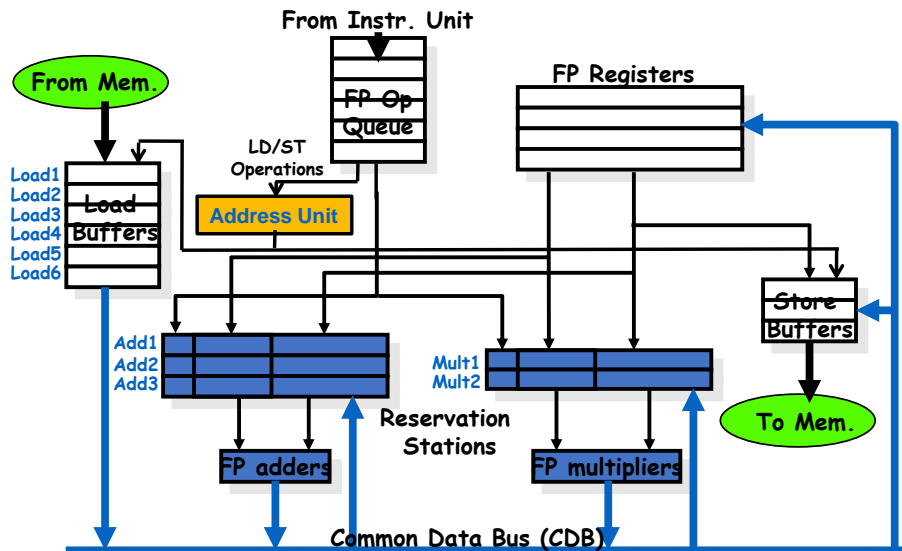 From Instr. Unit
From Mem.
FP Registers
FP Op
Queue
LD/ST
Operations
Load1
Load2
Load3
Load4
Load5
Load6
Load
Buffers
Address Unit
Store
Buffers
Add1
Add2
Add3
Mult1
Mult2
Reservation
Stations
To Mem.
FP adders
FP multipliers
Common Data Bus (CDB)